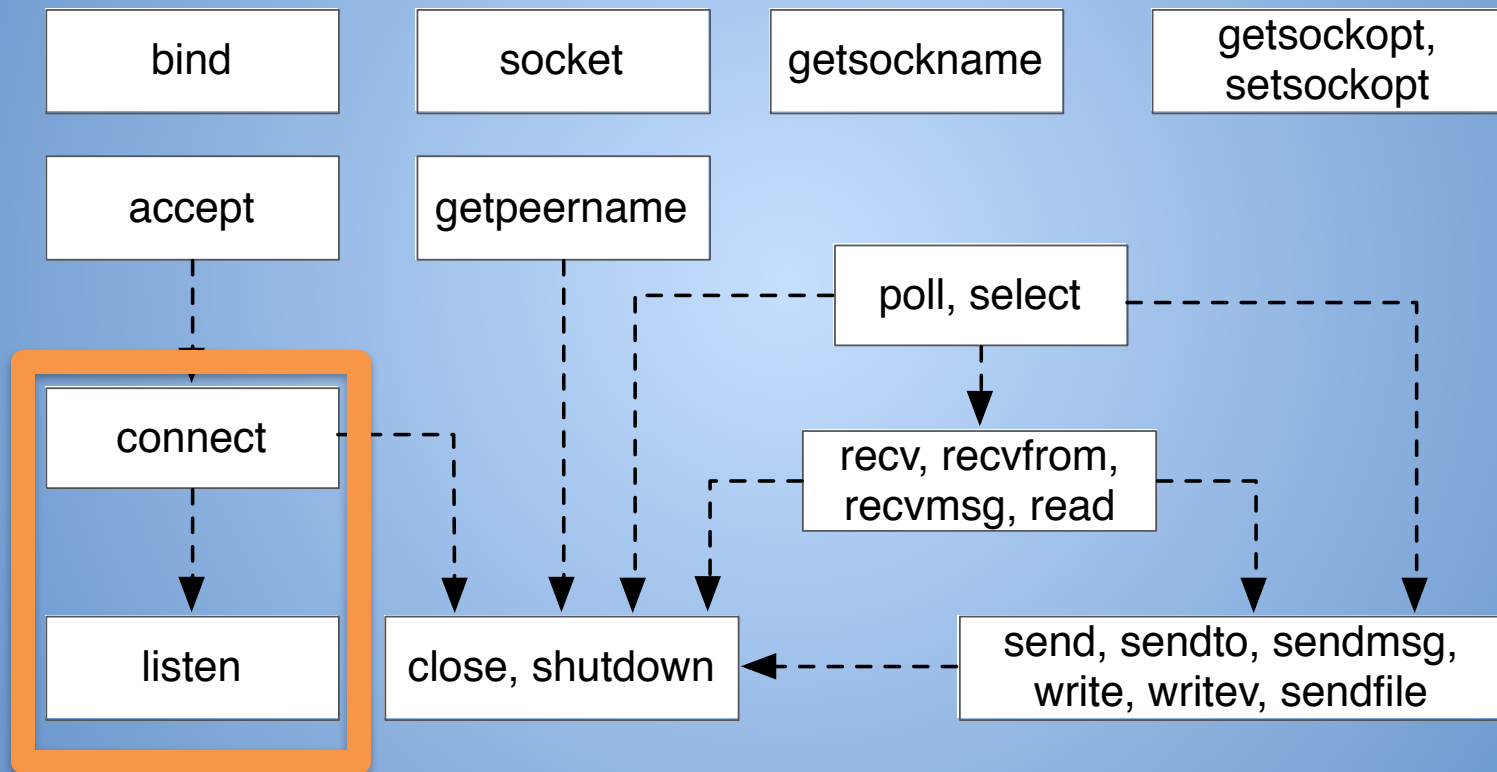 bind
socket
getsockname
getsockopt,
setsockopt
accept
getpeername
poll, select
connect
recv, recvfrom,
recvmsg, read
listen
close, shutdown
send, sendto, sendmsg,
write, writev, sendfile